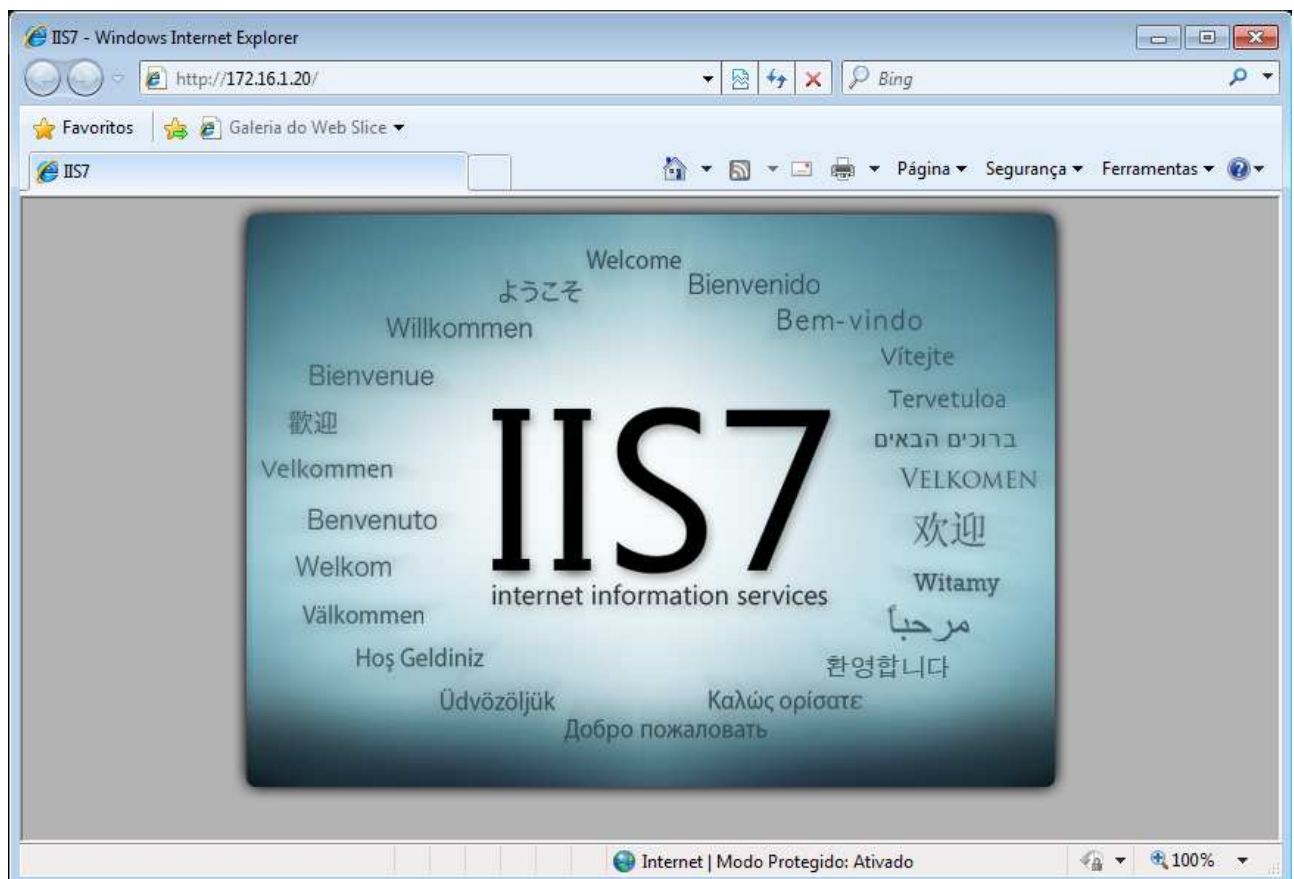 IIS7 - Windows Internet Explorer
http://172.16.1.20/
Bing
Favoritos
Galeria do Web Slice
IIS7
Página
Segurança
Ferramentas
Welcome
ようこそ
Bienvenido
Willkommen
Bem-vindo
Vítejte
Bienvenue
Tervetuloa
歡迎
ברוכים הבאים
Velkommen
VELKOMEN
Benvenuto
欢迎
Welkom
Witamy
IIS7
internet information services
Välkommen
مرحباً
Hoş Geldiniz
환영합니다
Üdvözöljük
Καλώς ορίσατε
Добро пожаловать
Internet | Modo Protegido: Ativado
100%